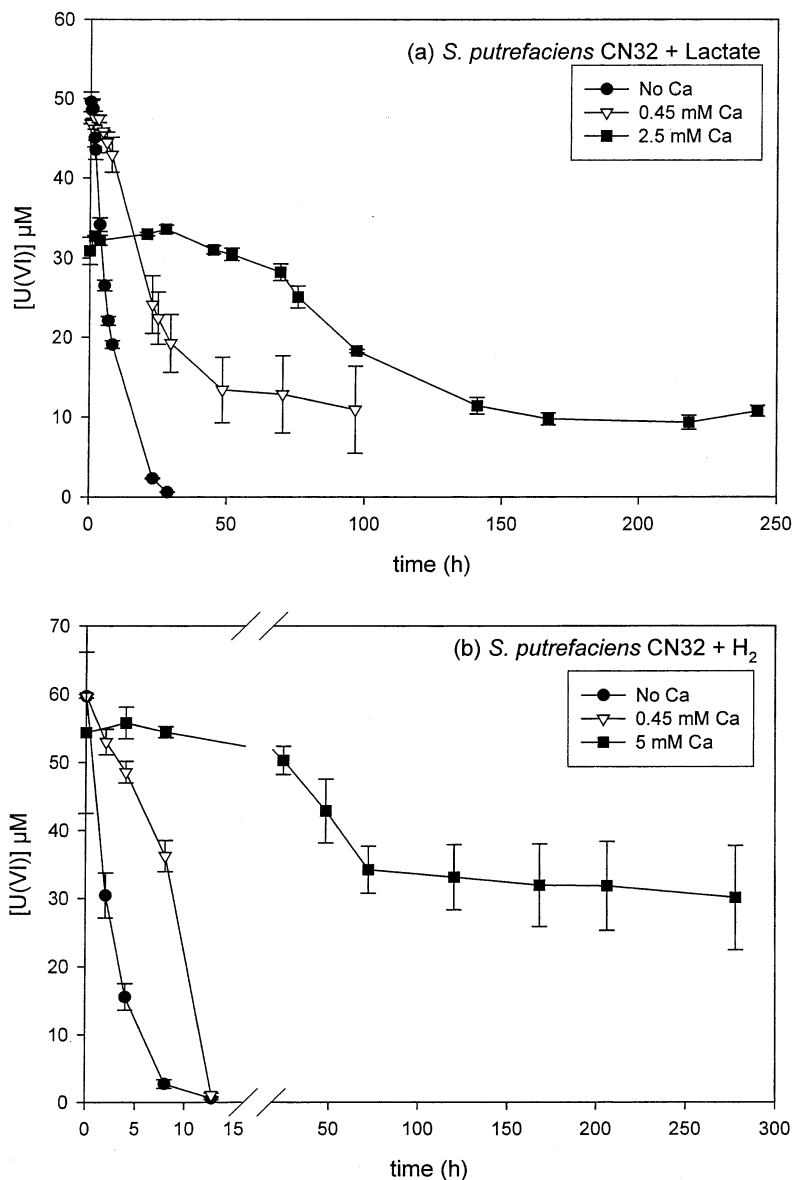 (a) S. putrefaciens CN32 + Lactate
No Ca
0.45 mM Ca
2.5 mM Ca
60
50
40
30
20
10
0
[U(VI)] µM
0 50 100 150 200 250
time (h)
(b) S. putrefaciens CN32 + H₂
No Ca
0.45 mM Ca
5 mM Ca
70
60
50
40
30
20
10
0
[U(VI)] µM
0 5 10 15 50 100 150 200 250 300
time (h)